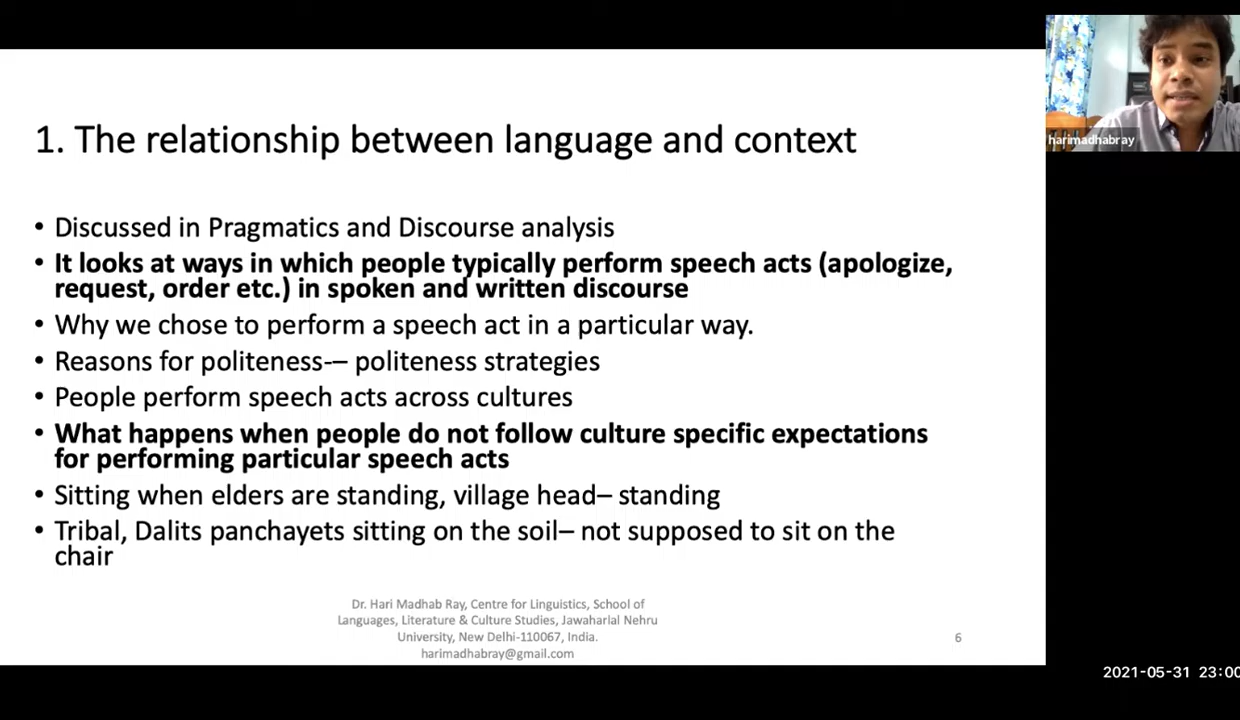 1. The relationship between language and context
• Discussed in Pragmatics and Discourse analysis
• It looks at ways in which people typically perform speech acts (apologize,
request, order etc.) in spoken and written discourse
• Why we chose to perform a speech act in a particular way.
• Reasons for politeness-– politeness strategies
• People perform speech acts across cultures
• What happens when people do not follow culture specific expectations
for performing particular speech acts
• Sitting when elders are standing, village head– standing
• Tribal, Dalits panchayets sitting on the soil– not supposed to sit on the
chair
Dr. Hari Madhab Ray, Centre for Linguistics, School of
Languages, Literature & Culture Studies, Jawaharlal Nehru
University, New Delhi-110067, India.
harimadhabray@gmail.com
6
harimadhabray
2021-05-31 23:00